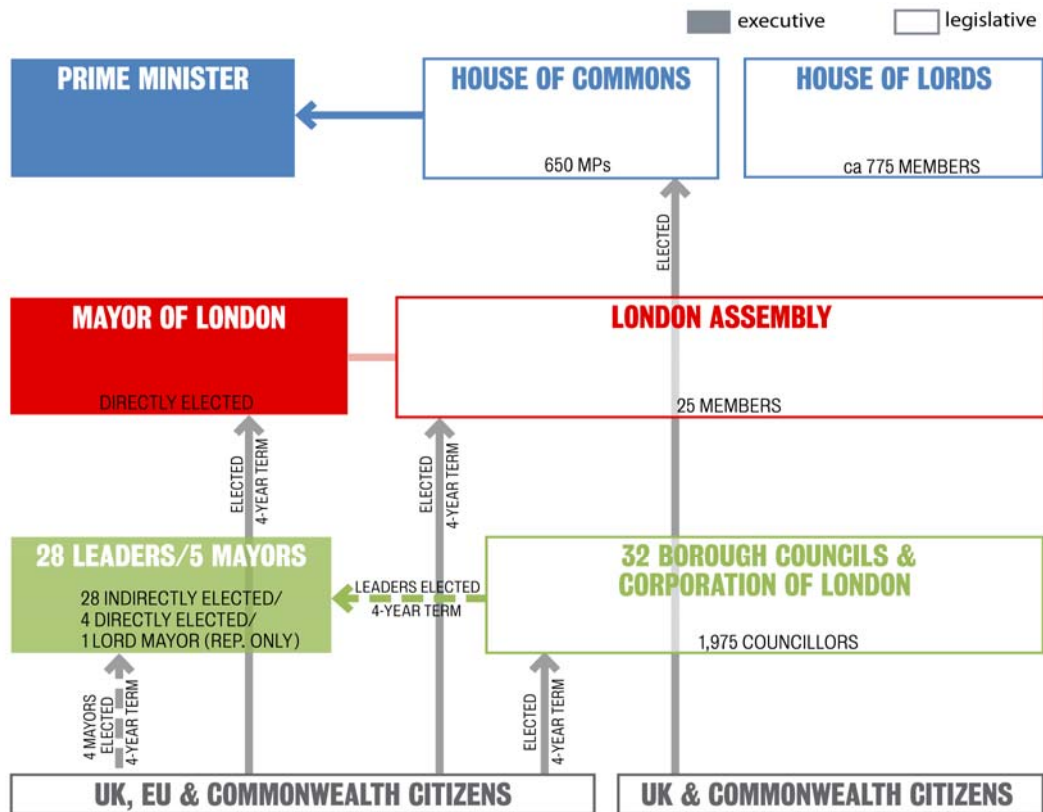 executive
legislative
PRIME MINISTER
HOUSE OF COMMONS
650 MPs
HOUSE OF LORDS
ca 775 MEMBERS
ELECTED
MAYOR OF LONDON
DIRECTLY ELECTED
LONDON ASSEMBLY
25 MEMBERS
ELECTED
4-YEAR TERM
ELECTED
4-YEAR TERM
28 LEADERS/5 MAYORS
28 INDIRECTLY ELECTED/
4 DIRECTLY ELECTED/
1 LORD MAYOR (REP. ONLY)
LEADERS ELECTED
4-YEAR TERM
32 BOROUGH COUNCILS &
CORPORATION OF LONDON
1,975 COUNCILLORS
4 MAYORS
ELECTED
4-YEAR TERM
ELECTED
4-YEAR TERM
UK, EU & COMMONWEALTH CITIZENS
UK & COMMONWEALTH CITIZENS